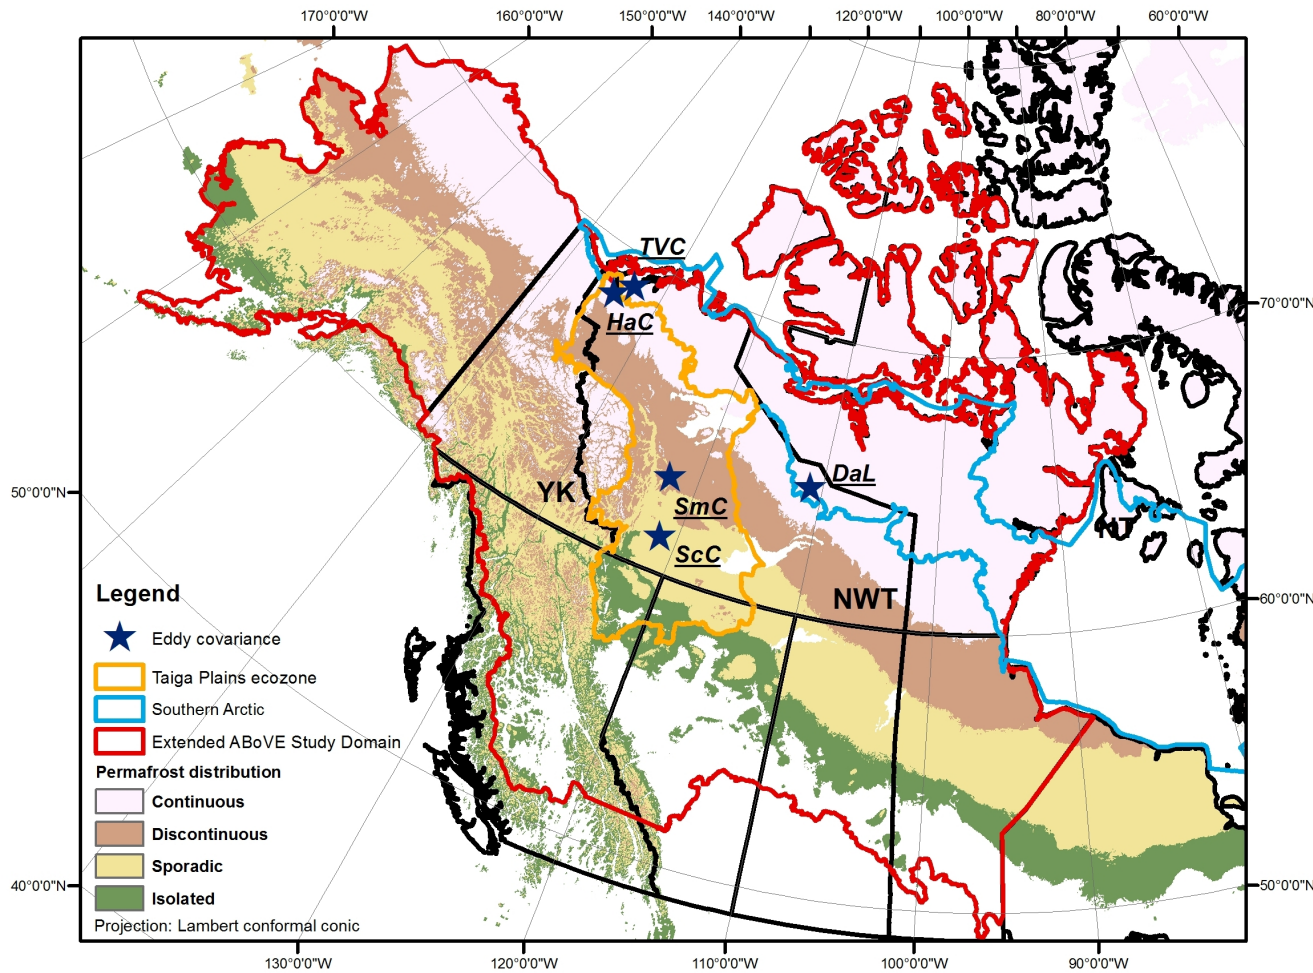 170°0'0"W 160°0'0"W 150°0'0"W 140°0'0"W 120°0'0"W 100°0'0"W 80°0'0"W 60°0'0"W
TVC
70°0'0"N
HaC
DaL
50°0'0"N
YK
SmC
ScC
NWT
60°0'0"N
Legend
Eddy covariance
Taiga Plains ecozone
Southern Arctic
Extended ABoVE Study Domain
Permafrost distribution
Continuous
Discontinuous
Sporadic
Isolated
40°0'0"N
50°0'0"N
Projection: Lambert conformal conic
130°0'0"W 120°0'0"W 110°0'0"W 100°0'0"W 90°0'0"W